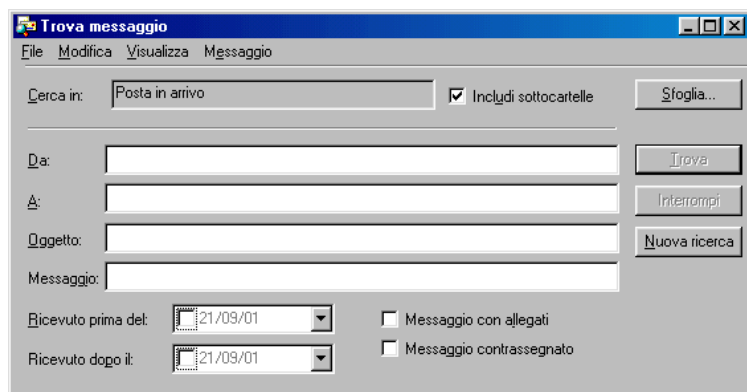 Trova messaggio
File Modifica Visualizza Messaggio
Cerca in: Posta in arrivo Includi sottocartelle Sfoglia...
Da: Trova
A: Interrompi
Oggetto: Nuova ricerca
Messaggio:
Ricevuto prima del: 21/09/01 Messaggio con allegati
Ricevuto dopo il: 21/09/01 Messaggio contrassegnato